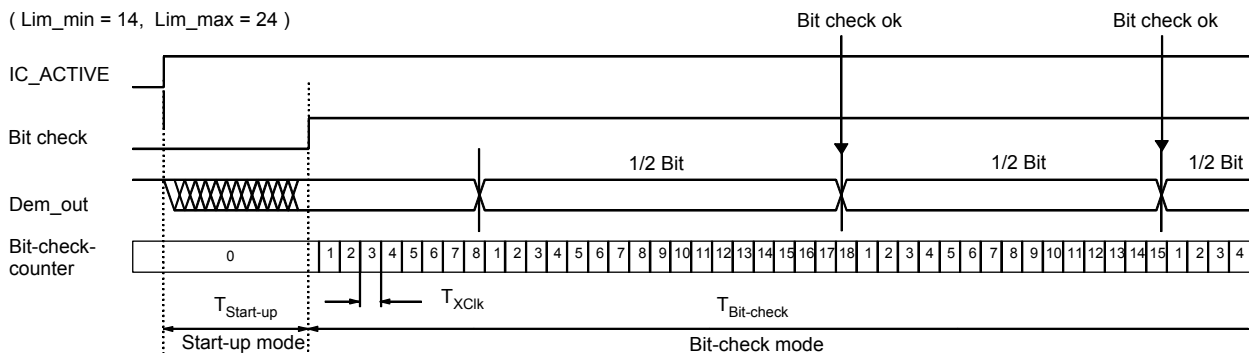 ( Lim_min = 14, Lim_max = 24 )
Bit check ok
Bit check ok
IC_ACTIVE
Bit check
1/2 Bit
1/2 Bit
1/2 Bit
Dem_out
Bit-check-
counter
0
1 2 3 4 5 6 7 8 1 2 3 4 5 6 7 8 9 10 11 12 13 14 15 16 17 18 1 2 3 4 5 6 7 8 9 10 11 12 13 14 15 1 2 3 4
TStart-up
TXClk
TBit-check
Start-up mode
Bit-check mode